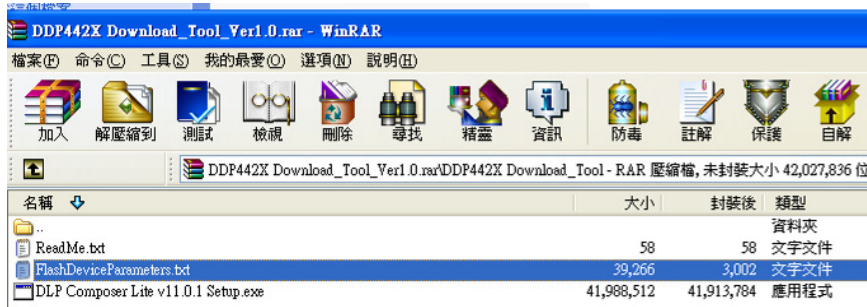 DDP442X Download_Tool_Ver1.0.rar - WinRAR
檔案(F) 命令(C) 工具(S) 我的最愛(O) 選項(N) 說明(H)
加入 解壓縮到 測試 檢視 刪除 尋找 精靈 資訊 防毒 註解 保護 自解
DDP442X Download_Tool_Ver1.0.rar\DDP442X Download_Tool - RAR 壓縮檔, 未封裝大小 42,027,836 位
名稱 大小 封裝後 類型
.. 資料夾
ReadMe.txt 58 58 文字文件
FlashDeviceParameters.txt 39,266 3,002 文字文件
DLP Composer Lite v11.0.1 Setup.exe 41,988,512 41,913,784 應用程式